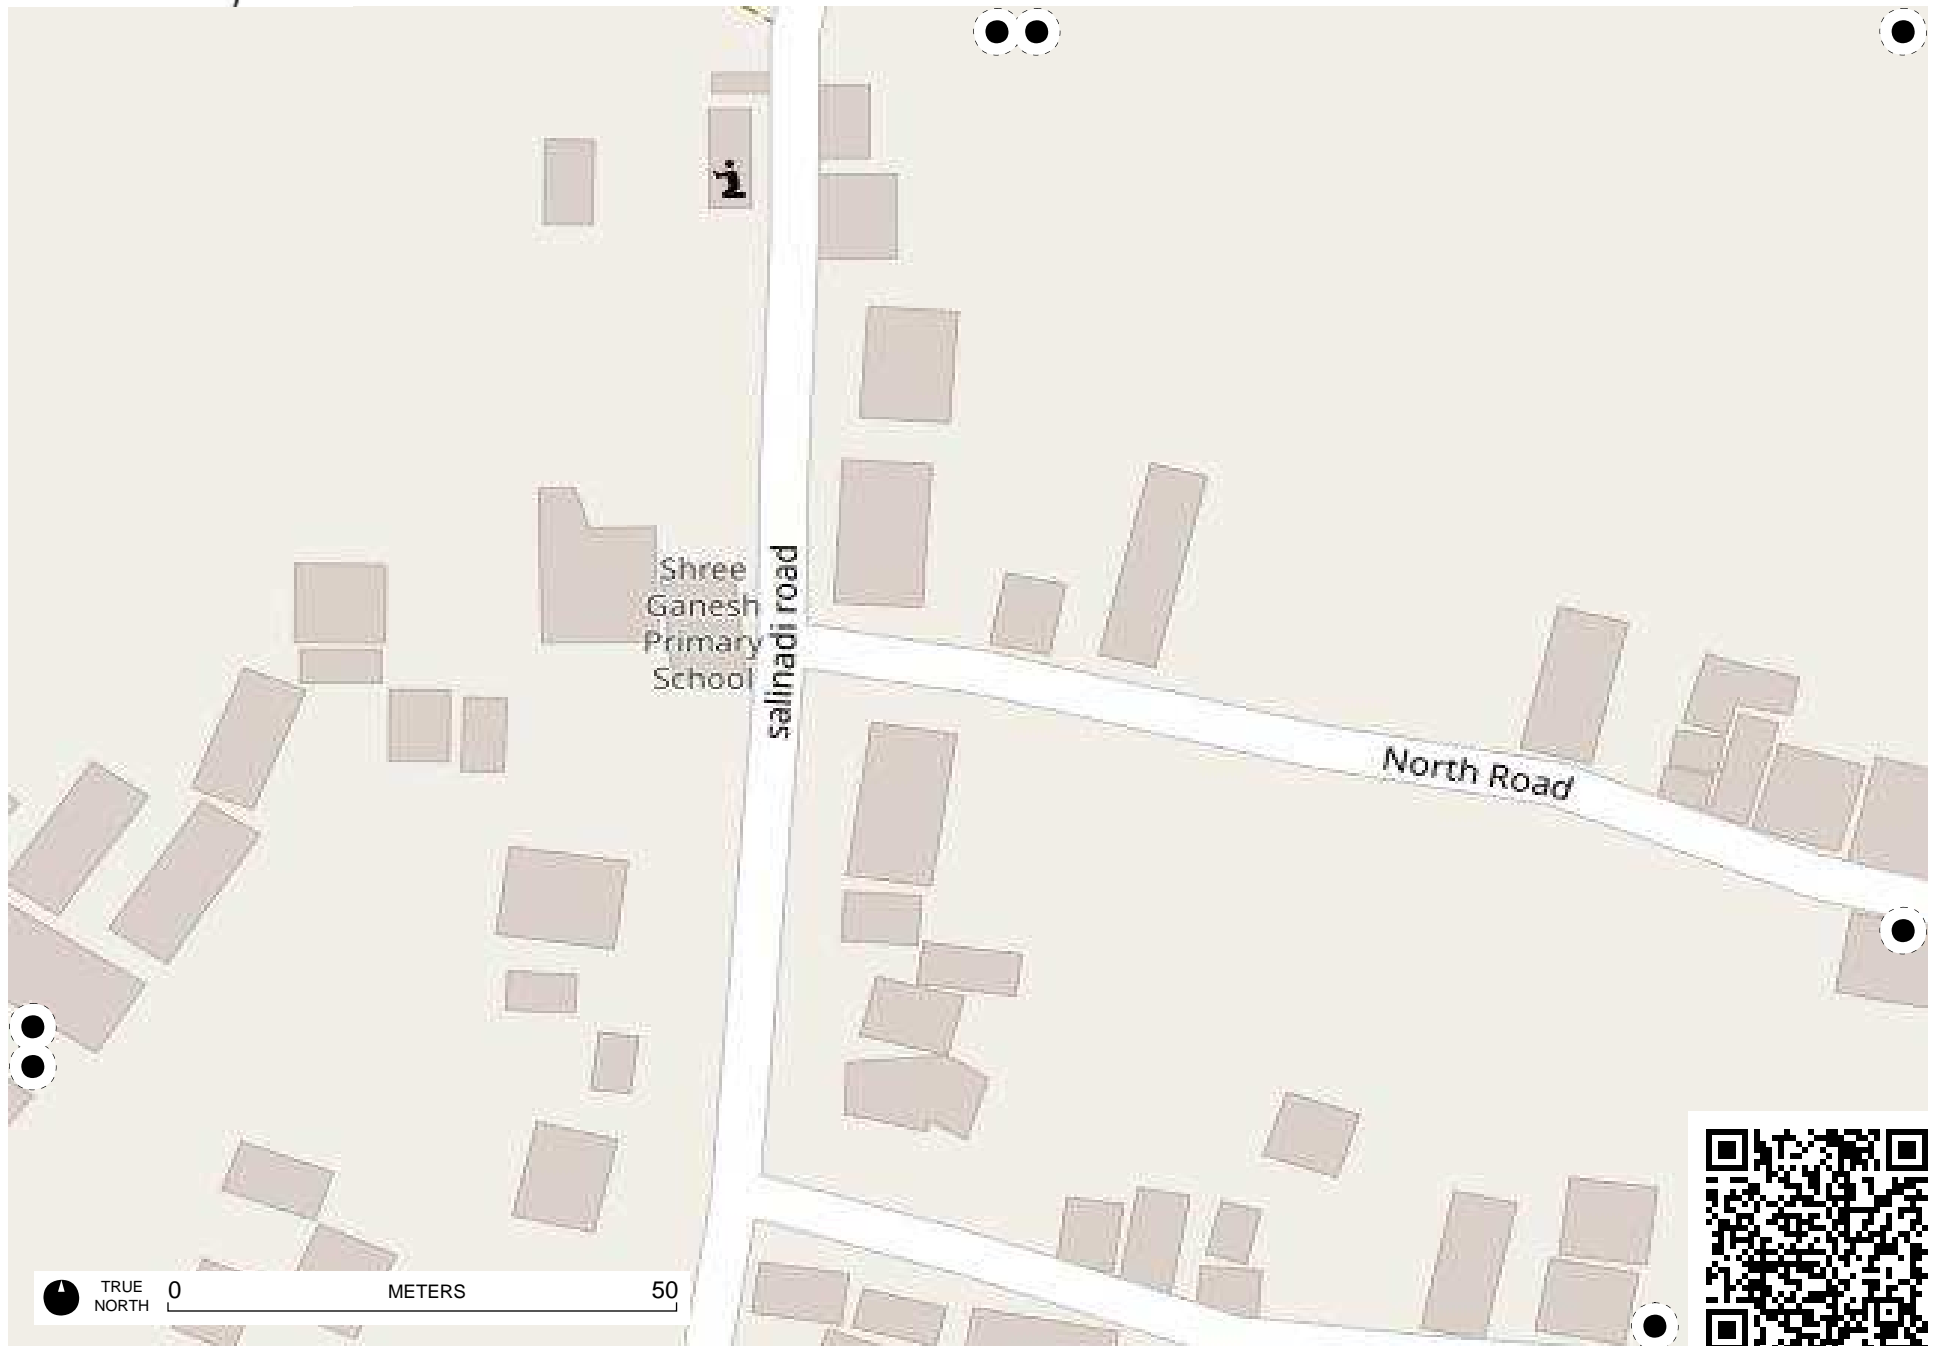 Shree
Ganesh
Primary
School
salinadi road
North Road
TRUE
NORTH
0
METERS
50